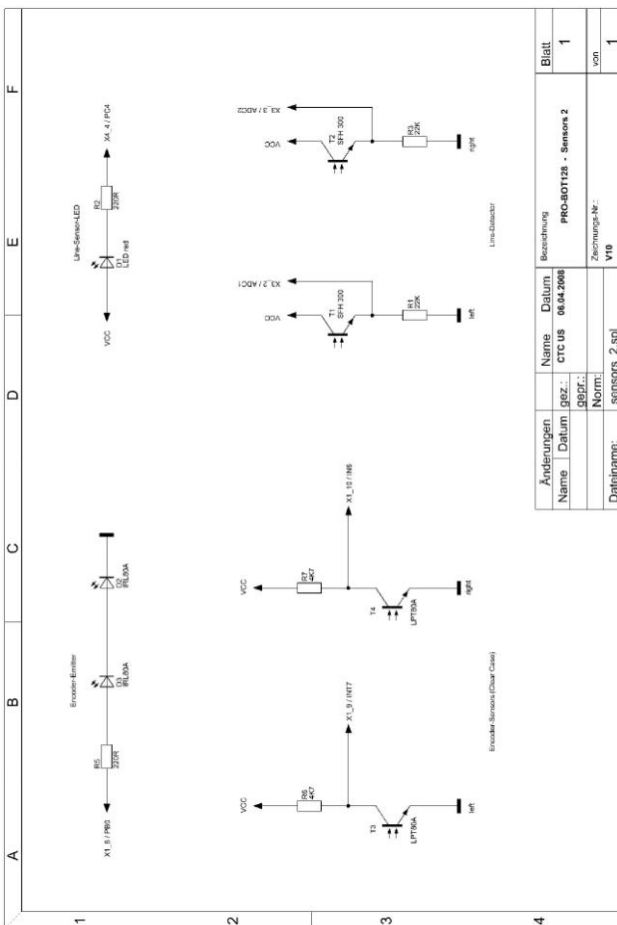 A
B
C
D
E
F
1
2
3
4
Encoder-Emitter
X1_8 / PB0
R5
220R
D3
IRL80A
D2
IRL80A
Line-Sensor-LED
VCC
D1
LED red
R2
220R
X4_4 / PC4
VCC
R6
4K7
X1_9 / INT7
T3
LPT80A
left
VCC
R7
4K7
X1_10 / IN6
T4
LPT80A
right
Encoder-Sensors (Clear Case)
VCC
X3_2 / ADC1
T1
SFH 300
R1
22K
left
VCC
X3_3 / ADC2
T2
SFH 300
R3
22K
right
Line-Detector
Änderungen
Name Datum
Name Datum
gez.: CTC US 06.04.2008
gepr.:
Norm:
Dateiname: sensors_2.spl
Bezeichnung
PRO-BOT128 - Sensors 2
Zeichnungs-Nr.:
V10
Blatt
1
von
1